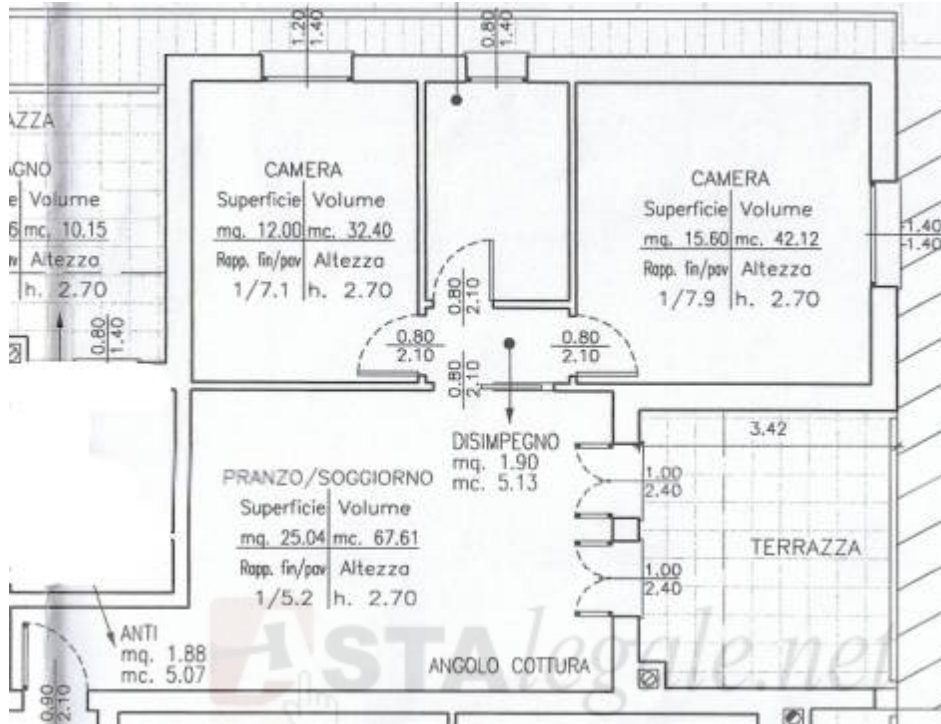 1.20
1.40
0.80
1.40
AZZA
AGNO
Volume
mc. 10.15
Altezza
h. 2.70
0.80
1.40
CAMERA
Superficie Volume
mq. 12.00 mc. 32.40
Rapp. fin/pav Altezza
1/7.1 h. 2.70
CAMERA
Superficie Volume
mq. 15.60 mc. 42.12
Rapp. fin/pav Altezza
1/7.9 h. 2.70
1.40
1.40
0.80
2.10
0.80
2.10
0.80
2.10
0.80
2.10
DISIMPEGNO
mq. 1.90
mc. 5.13
PRANZO/SOGGIORNO
Superficie Volume
mq. 25.04 mc. 67.61
Rapp. fin/pav Altezza
1/5.2 h. 2.70
3.42
1.00
2.40
TERRAZZA
1.00
2.40
ANTI
mq. 1.88
mc. 5.07
ANGOLO COTTURA
0.90
2.10
ASTAlegale.net